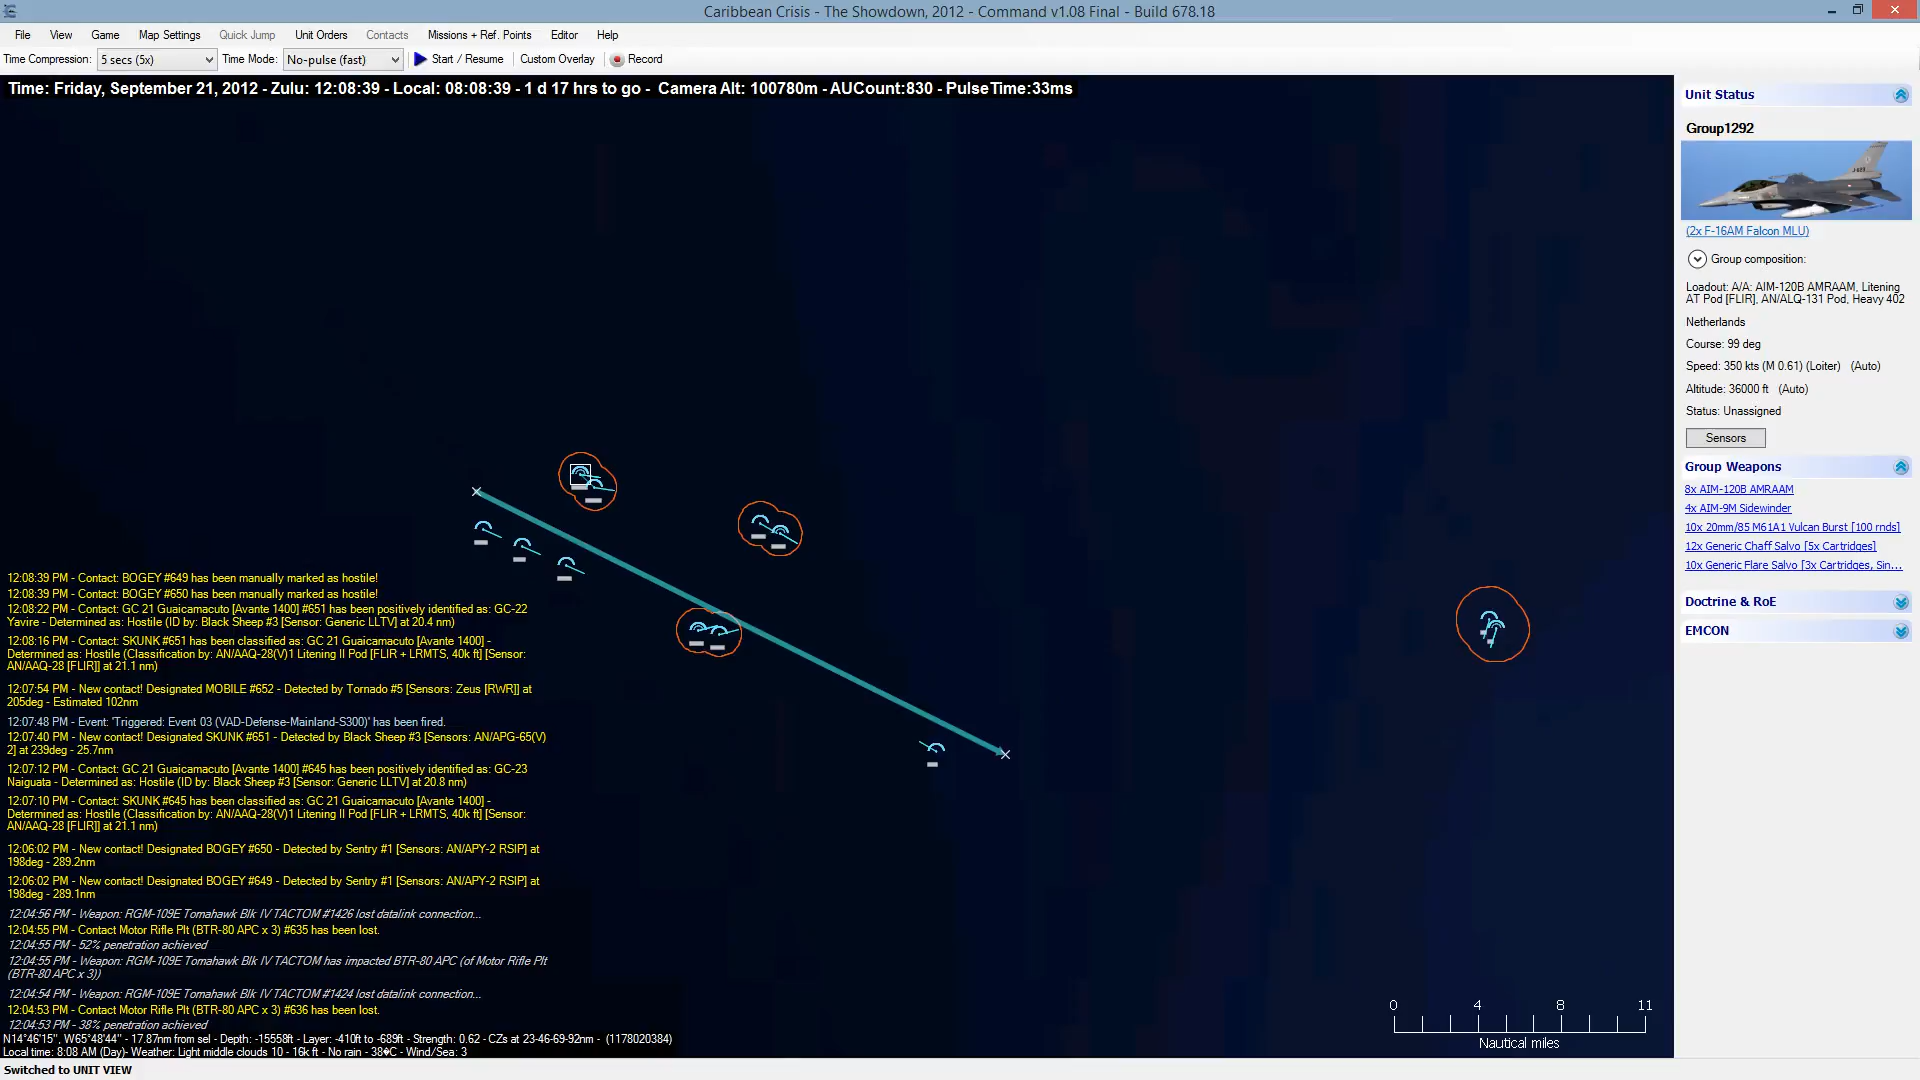 Caribbean Crisis - The Showdown, 2012 - Command v1.08 Final - Build 678.18
File View Game Map Settings Quick Jump Unit Orders Contacts Missions + Ref. Points Editor Help
Time Compression: 5 secs (5x) Time Mode: No-pulse (fast) Start / Resume Custom Overlay Record
Time: Friday, September 21, 2012 - Zulu: 12:08:39 - Local: 08:08:39 - 1 d 17 hrs to go - Camera Alt: 100780m - AUCount:830 - PulseTime:33ms
12:08:39 PM - Contact: BOGEY #649 has been manually marked as hostile!
12:08:39 PM - Contact: BOGEY #650 has been manually marked as hostile!
12:08:22 PM - Contact: GC 21 Guaicamacuto [Avante 1400] #651 has been positively identified as: GC-22
Yavire - Determined as: Hostile (ID by: Black Sheep #3 [Sensor: Generic LLTV] at 20.4 nm)
12:08:16 PM - Contact: SKUNK #651 has been classified as: GC 21 Guaicamacuto [Avante 1400] -
Determined as: Hostile (Classification by: AN/AAQ-28(V)1 Litening II Pod [FLIR + LRMTS, 40k ft] [Sensor:
AN/AAQ-28 [FLIR]] at 21.1 nm)
12:07:54 PM - New contact! Designated MOBILE #652 - Detected by Tornado #5 [Sensors: Zeus [RWR]] at
205deg - Estimated 102nm
12:07:48 PM - Event: 'Triggered: Event 03 (VAD-Defense-Mainland-S300)' has been fired.
12:07:40 PM - New contact! Designated SKUNK #651 - Detected by Black Sheep #3 [Sensors: AN/APG-65(V)
2] at 239deg - 25.7nm
12:07:12 PM - Contact: GC 21 Guaicamacuto [Avante 1400] #645 has been positively identified as: GC-23
Naiguata - Determined as: Hostile (ID by: Black Sheep #3 [Sensor: Generic LLTV] at 20.8 nm)
12:07:10 PM - Contact: SKUNK #645 has been classified as: GC 21 Guaicamacuto [Avante 1400] -
Determined as: Hostile (Classification by: AN/AAQ-28(V)1 Litening II Pod [FLIR + LRMTS, 40k ft] [Sensor:
AN/AAQ-28 [FLIR]] at 21.1 nm)
12:06:02 PM - New contact! Designated BOGEY #650 - Detected by Sentry #1 [Sensors: AN/APY-2 RSIP] at
198deg - 289.2nm
12:06:02 PM - New contact! Designated BOGEY #649 - Detected by Sentry #1 [Sensors: AN/APY-2 RSIP] at
198deg - 289.1nm
12:04:56 PM - Weapon: RGM-109E Tomahawk Blk IV TACTOM #1426 lost datalink connection...
12:04:55 PM - Contact Motor Rifle Plt (BTR-80 APC x 3) #635 has been lost.
12:04:55 PM - 52% penetration achieved
12:04:55 PM - Weapon: RGM-109E Tomahawk Blk IV TACTOM has impacted BTR-80 APC (of Motor Rifle Plt
(BTR-80 APC x 3))
12:04:54 PM - Weapon: RGM-109E Tomahawk Blk IV TACTOM #1424 lost datalink connection...
12:04:53 PM - Contact Motor Rifle Plt (BTR-80 APC x 3) #636 has been lost.
12:04:53 PM - 38% penetration achieved
N14°46'15", W65°48'44" - 17.87nm from sel - Depth: -15558ft - Layer: -410ft to -689ft - Strength: 0.62 - CZs at 23-46-69-92nm - (1178020384)
Local time: 8:08 AM (Day)- Weather: Light middle clouds 10 - 16k ft - No rain - 38�C - Wind/Sea: 3
Switched to UNIT VIEW
0 4 8 11
Nautical miles
Unit Status
Group1292
(2x F-16AM Falcon MLU)
Group composition:
Loadout: A/A: AIM-120B AMRAAM, Litening
AT Pod [FLIR], AN/ALQ-131 Pod, Heavy 402
Netherlands
Course: 99 deg
Speed: 350 kts (M 0.61) (Loiter) (Auto)
Altitude: 36000 ft (Auto)
Status: Unassigned
Sensors
Group Weapons
8x AIM-120B AMRAAM
4x AIM-9M Sidewinder
10x 20mm/85 M61A1 Vulcan Burst [100 rnds]
12x Generic Chaff Salvo [5x Cartridges]
10x Generic Flare Salvo [3x Cartridges, Sin...
Doctrine & RoE
EMCON